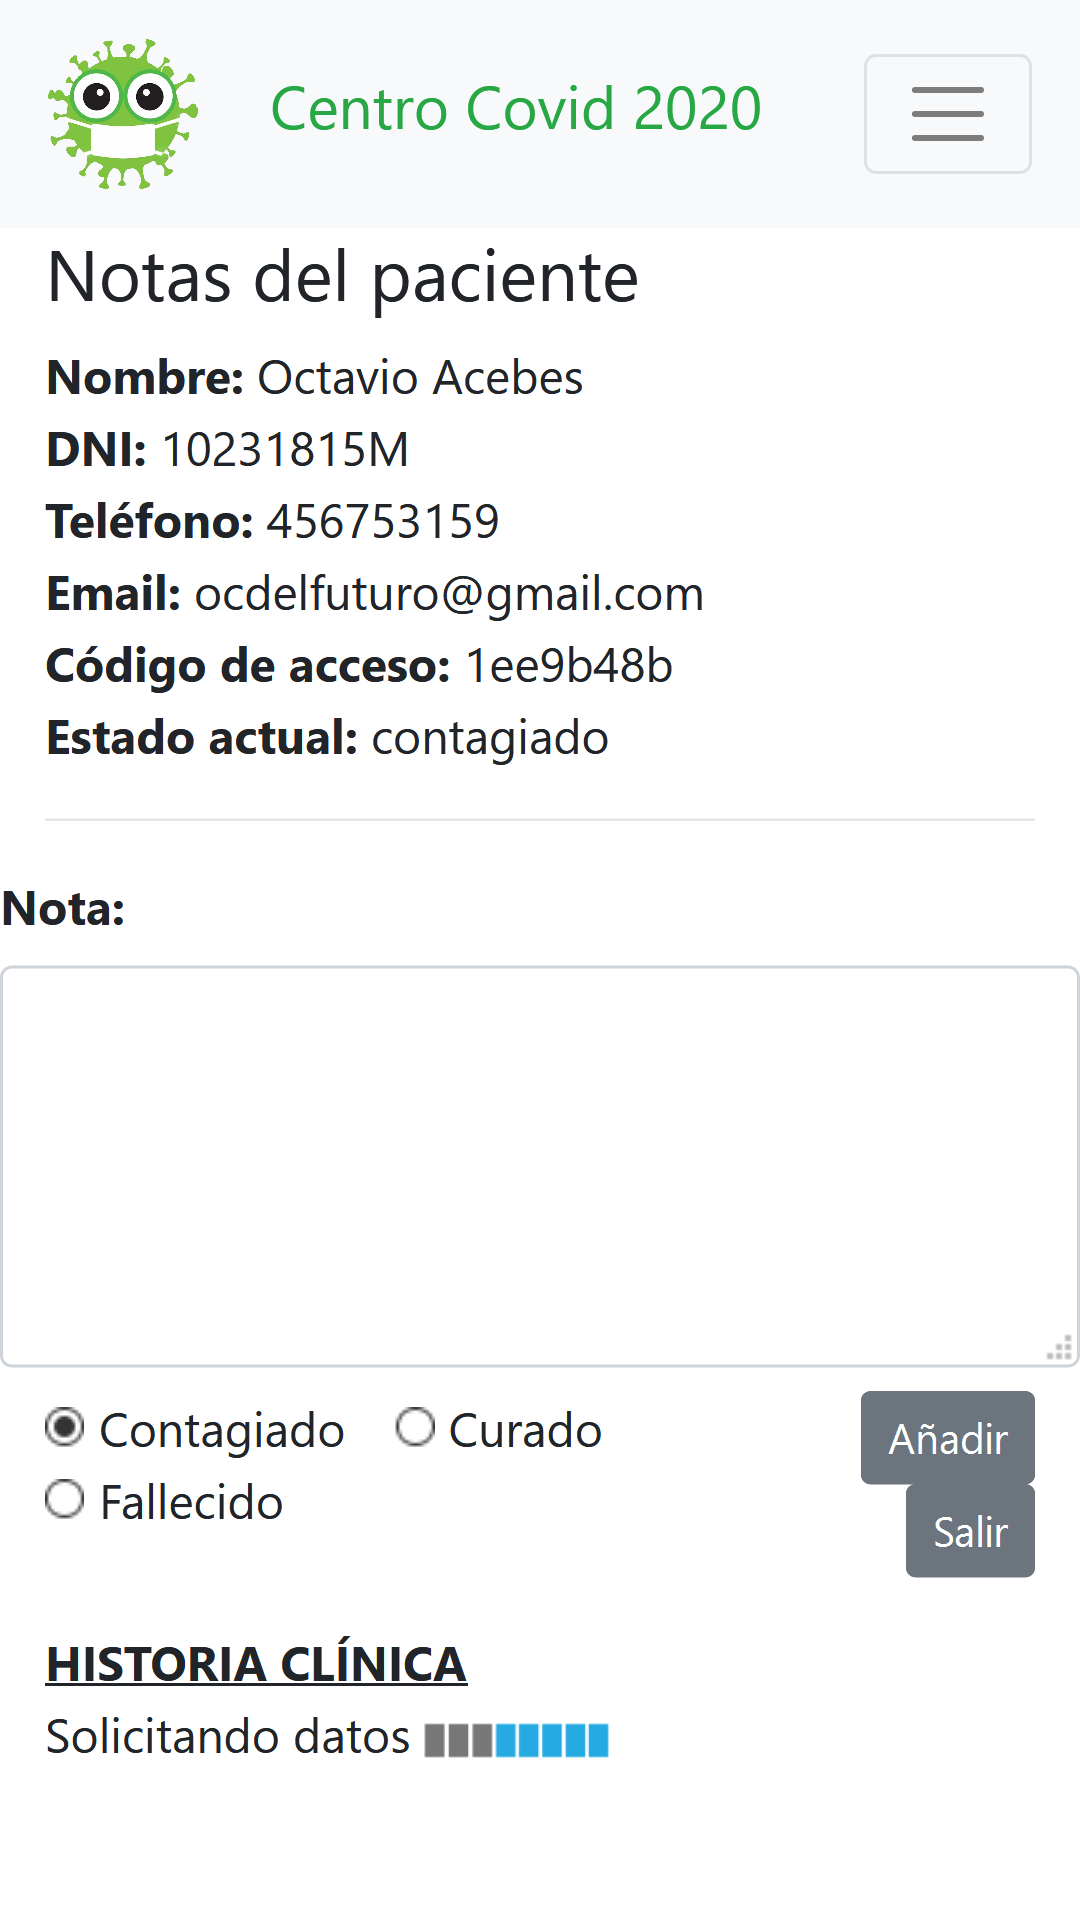 Centro Covid 2020
Notas del paciente
Nombre: Octavio Acebes
DNI: 10231815M
Teléfono: 456753159
Email: ocdelfuturo@gmail.com
Código de acceso: 1ee9b48b
Estado actual: contagiado
Nota:
Contagiado Curado Añadir
Fallecido Salir
HISTORIA CLÍNICA
Solicitando datos